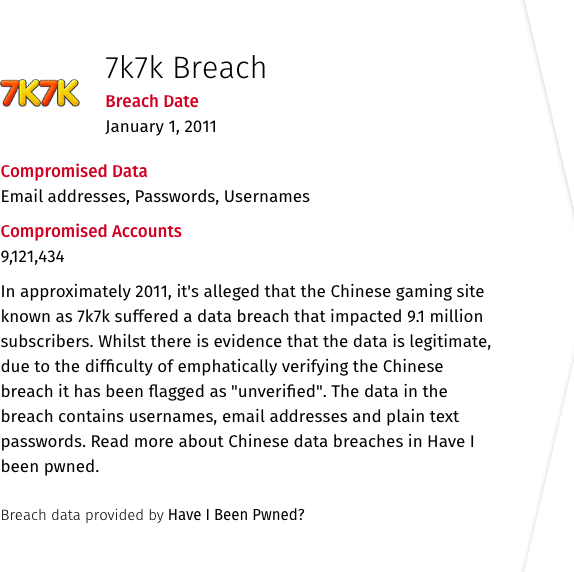 7k7k Breach
7K7K
Breach Date
January 1, 2011
Compromised Data
Email addresses, Passwords, Usernames
Compromised Accounts
9,121,434
In approximately 2011, it's alleged that the Chinese gaming site
known as 7k7k suffered a data breach that impacted 9.1 million
subscribers. Whilst there is evidence that the data is legitimate,
due to the difficulty of emphatically verifying the Chinese
breach it has been flagged as "unverified". The data in the
breach contains usernames, email addresses and plain text
passwords. Read more about Chinese data breaches in Have I
been pwned.
Breach data provided by Have I Been Pwned?